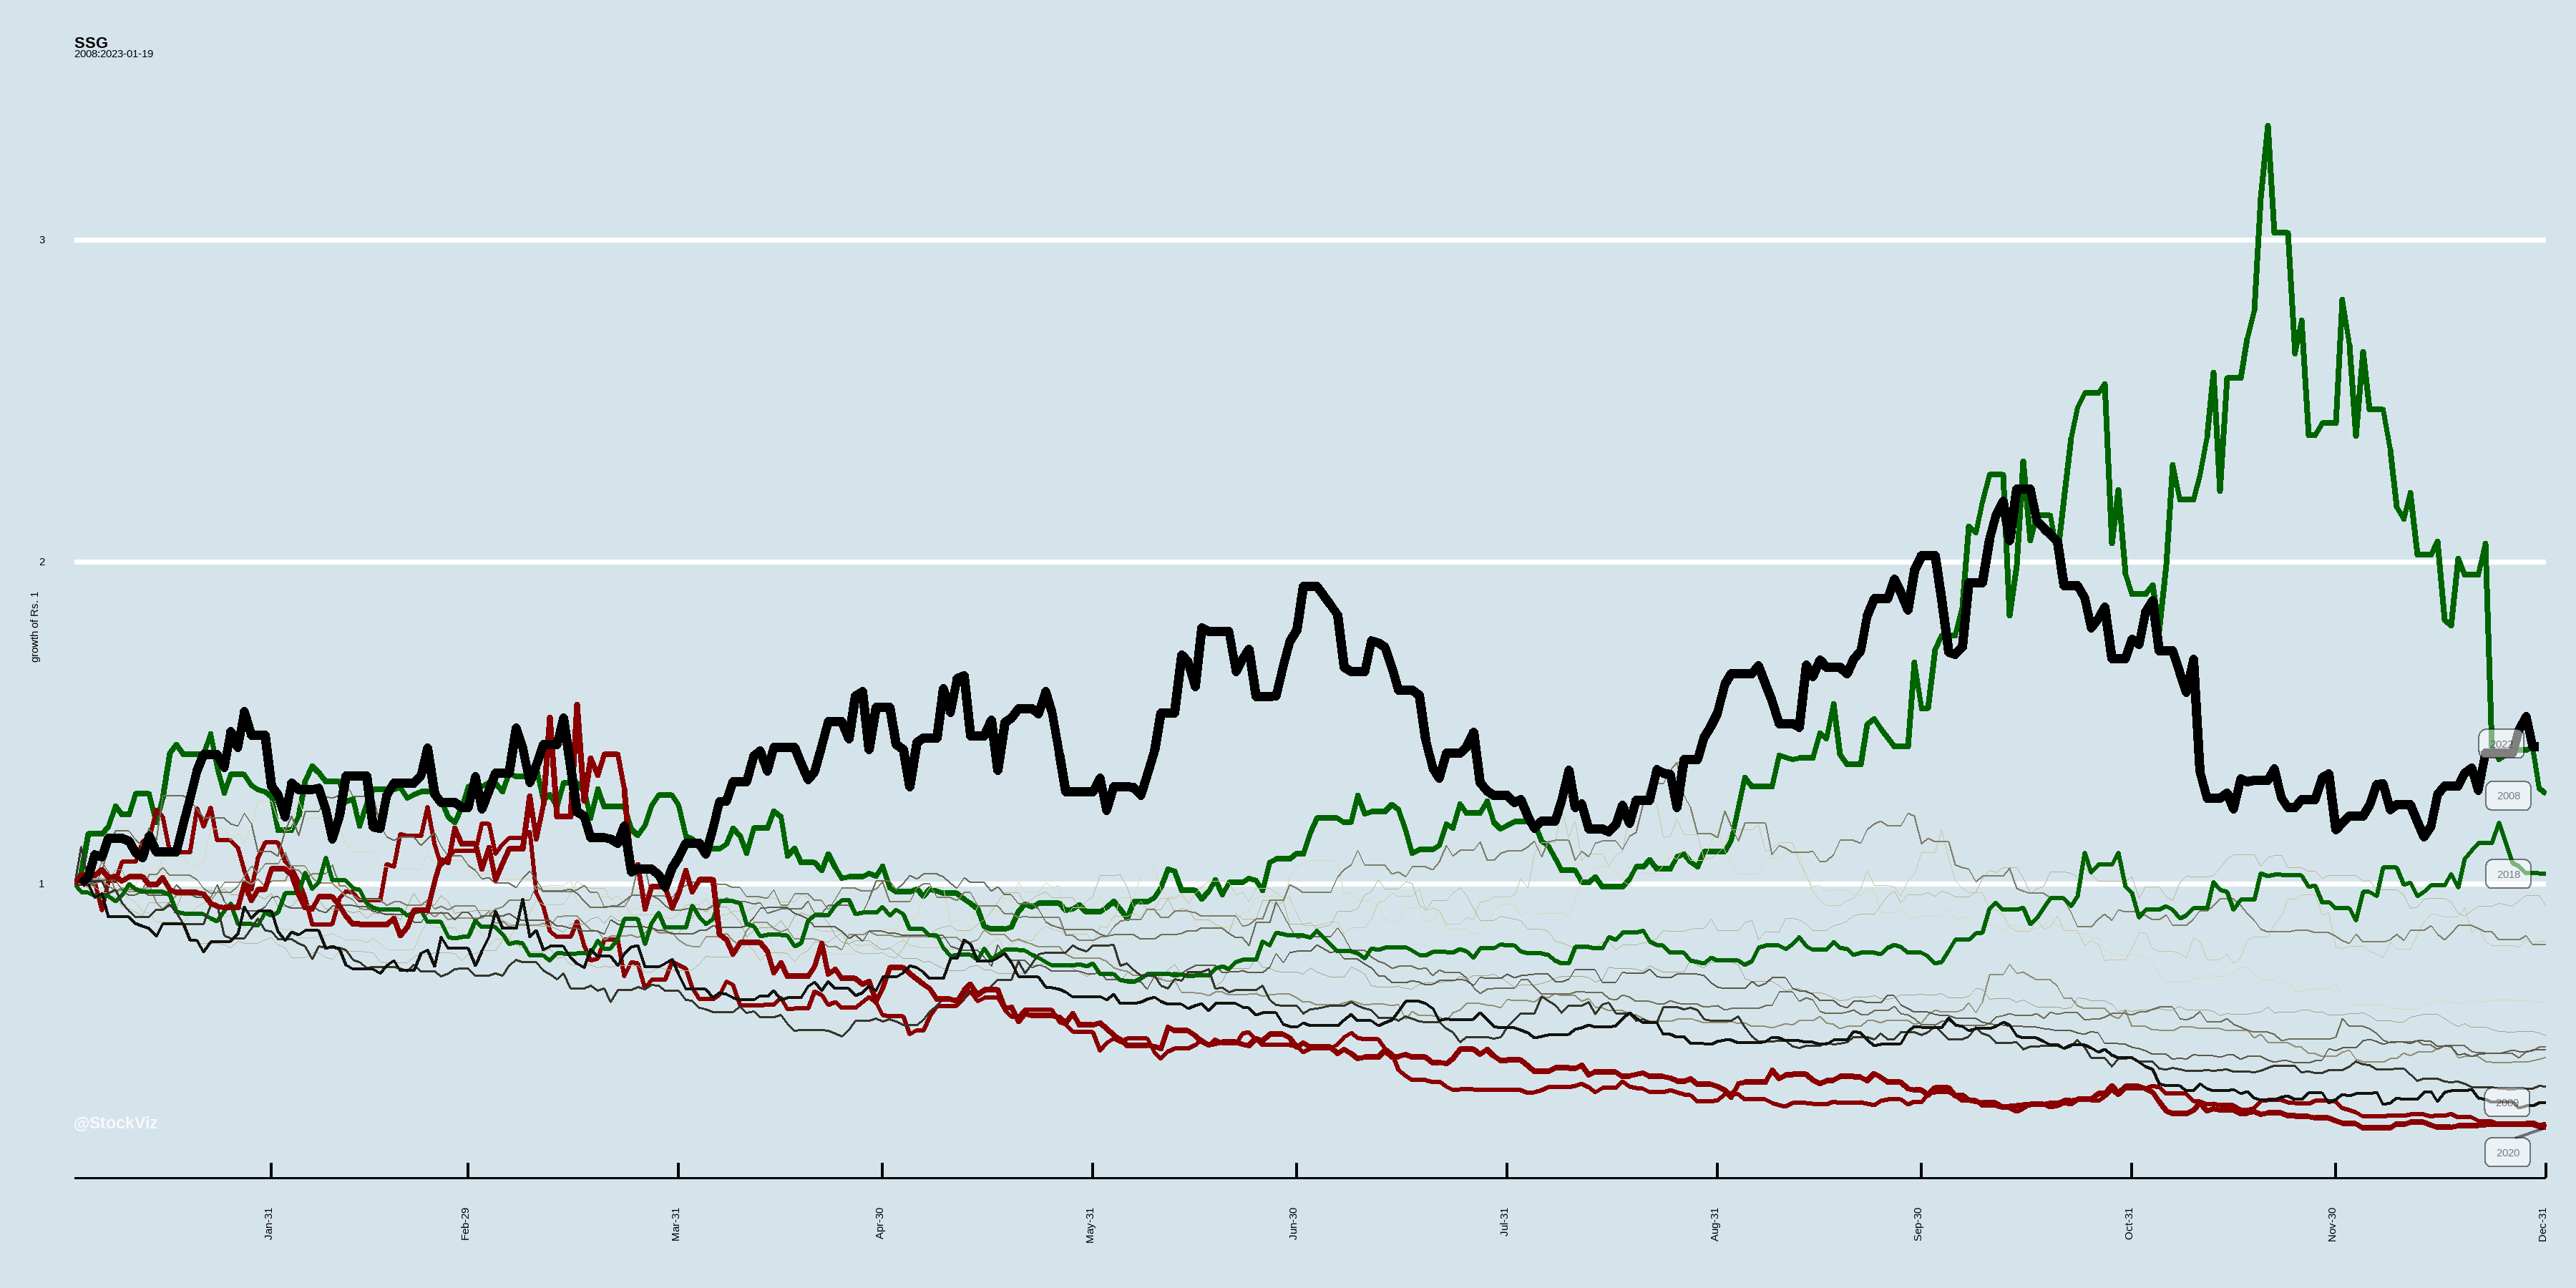 SSG
2008:2023-01-19
3
2
1
growth of Rs. 1
2022
2008
2018
2009
2020
@StockViz
Jan-31
Feb-29
Mar-31
Apr-30
May-31
Jun-30
Jul-31
Aug-31
Sep-30
Oct-31
Nov-30
Dec-31